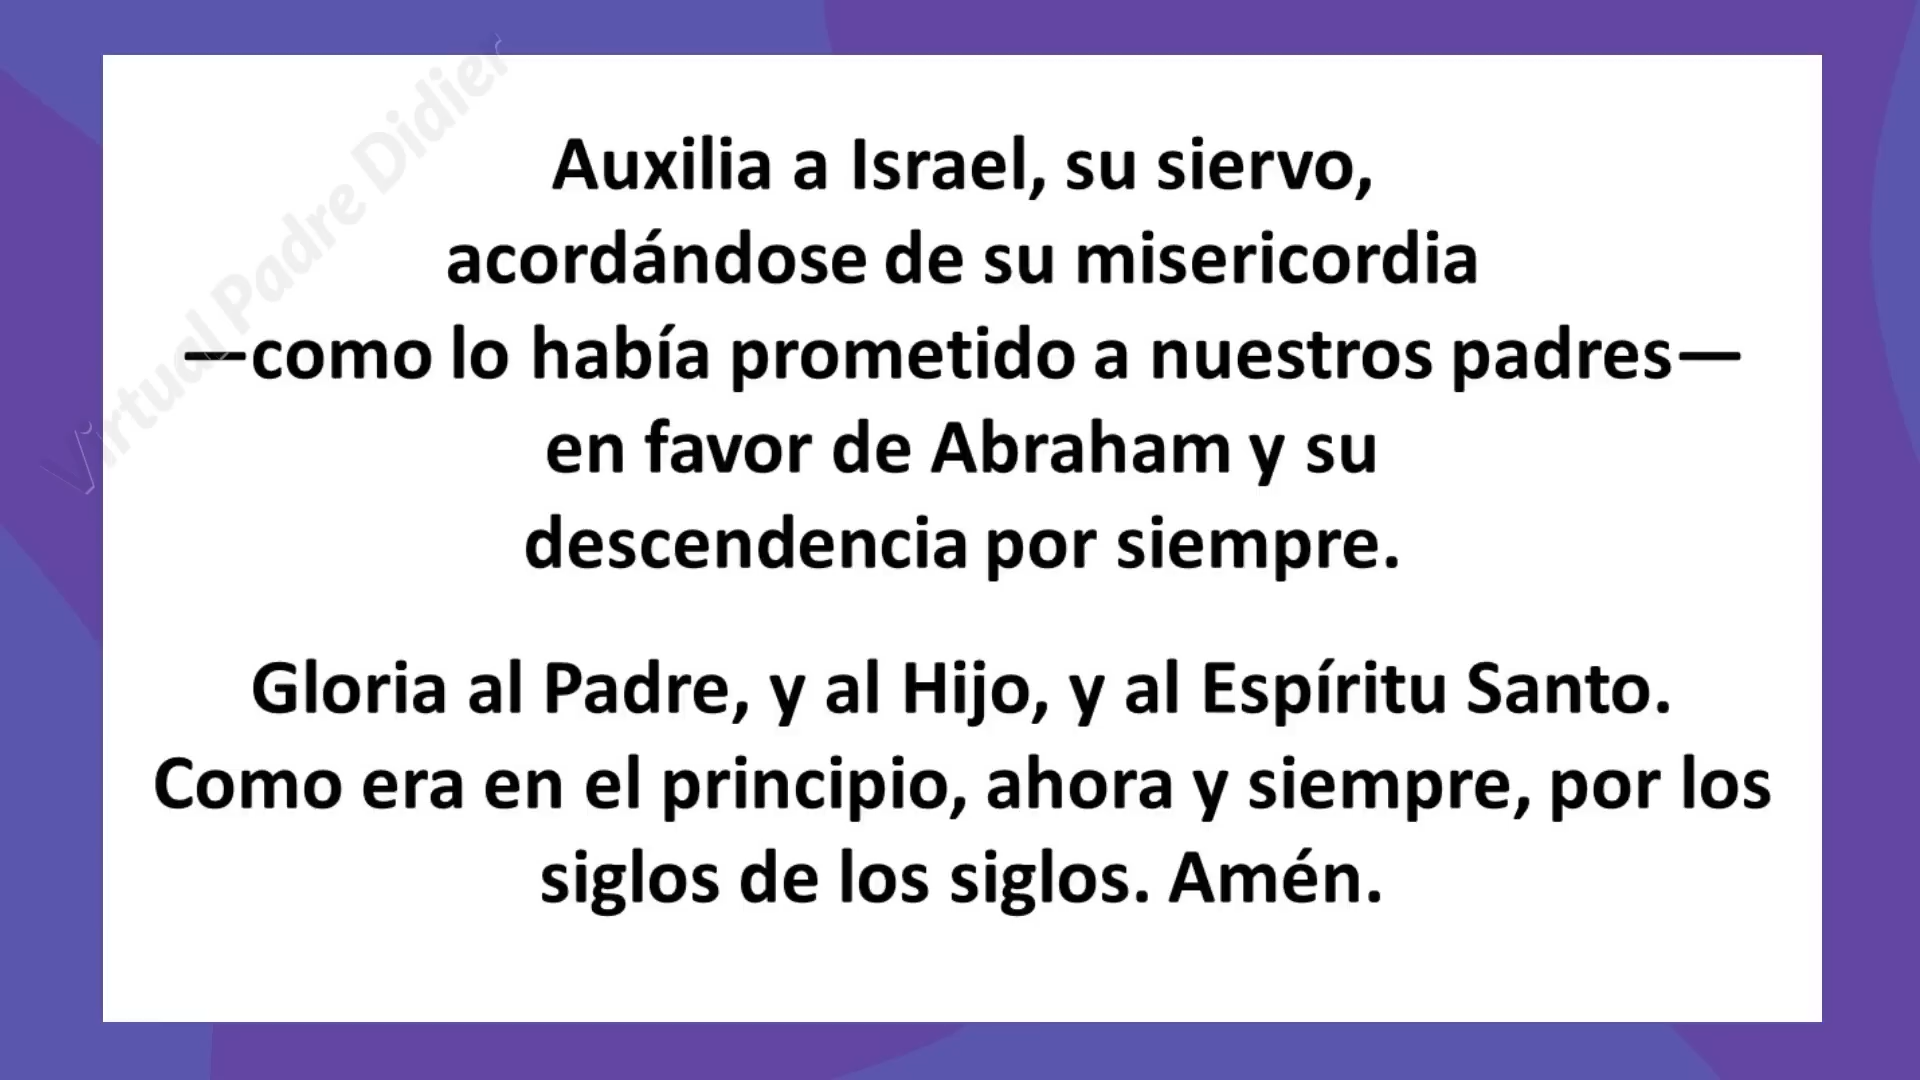 Auxilia a Israel, su siervo,
acordándose de su misericordia
—como lo había prometido a nuestros padres—
en favor de Abraham y su
descendencia por siempre.
Gloria al Padre, y al Hijo, y al Espíritu Santo.
Como era en el principio, ahora y siempre, por los
siglos de los siglos. Amén.
Virtual Padre Didier